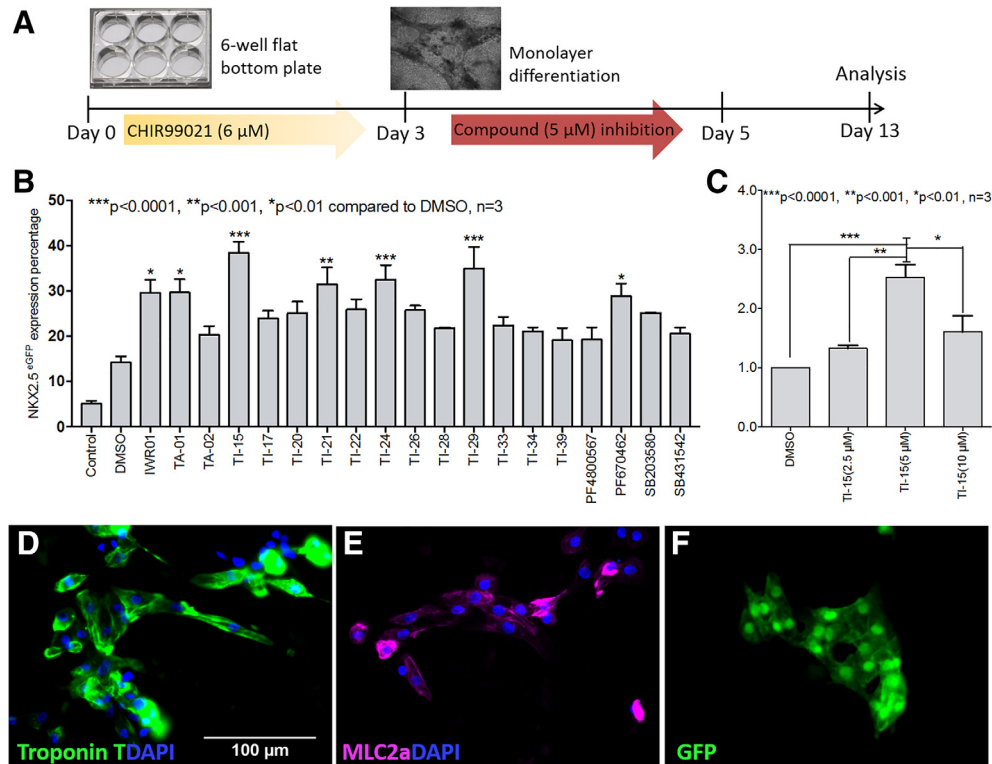 A
6-well flat
bottom plate
Monolayer
differentiation
Analysis
Day 0
CHIR99021 (6 µM)
Day 3
Compound (5 µM) inhibition
Day 5
Day 13
B
NKX2.5 eGFP expression percentage
50
40
30
20
10
0
***p<0.0001, **p<0.001, *p<0.01 compared to DMSO, n=3
* * *** ** *** *** *
Control
DMSO
IWR01
TA-01
TA-02
TI-15
TI-17
TI-20
TI-21
TI-22
TI-24
TI-26
TI-28
TI-29
TI-33
TI-34
TI-39
PF4800567
PF670462
SB203580
SB431542
C
4.0
3.0
2.0
1.0
0.0
***p<0.0001, **p<0.001, *p<0.01, n=3
***
**
*
DMSO
TI-15(2.5 µM)
TI-15(5 µM)
TI-15(10 µM)
D
Troponin TDAPI
100 µm
E
MLC2aDAPI
F
GFP